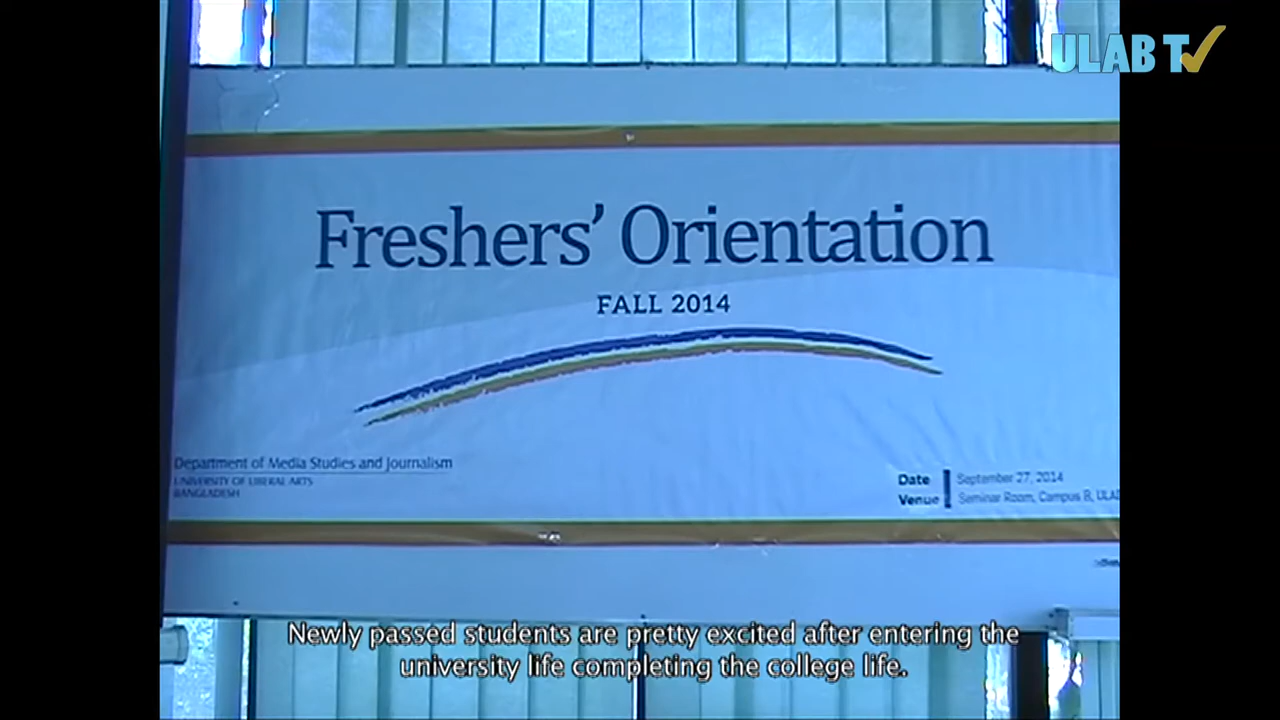 ULAB TV
Freshers' Orientation
FALL 2014
Department of Media Studies and Journalism
UNIVERSITY OF LIBERAL ARTS
BANGLADESH
Date September 27, 2014
Venue Seminar Room, Campus B, ULAB
Newly passed students are pretty excited after entering the
university life completing the college life.